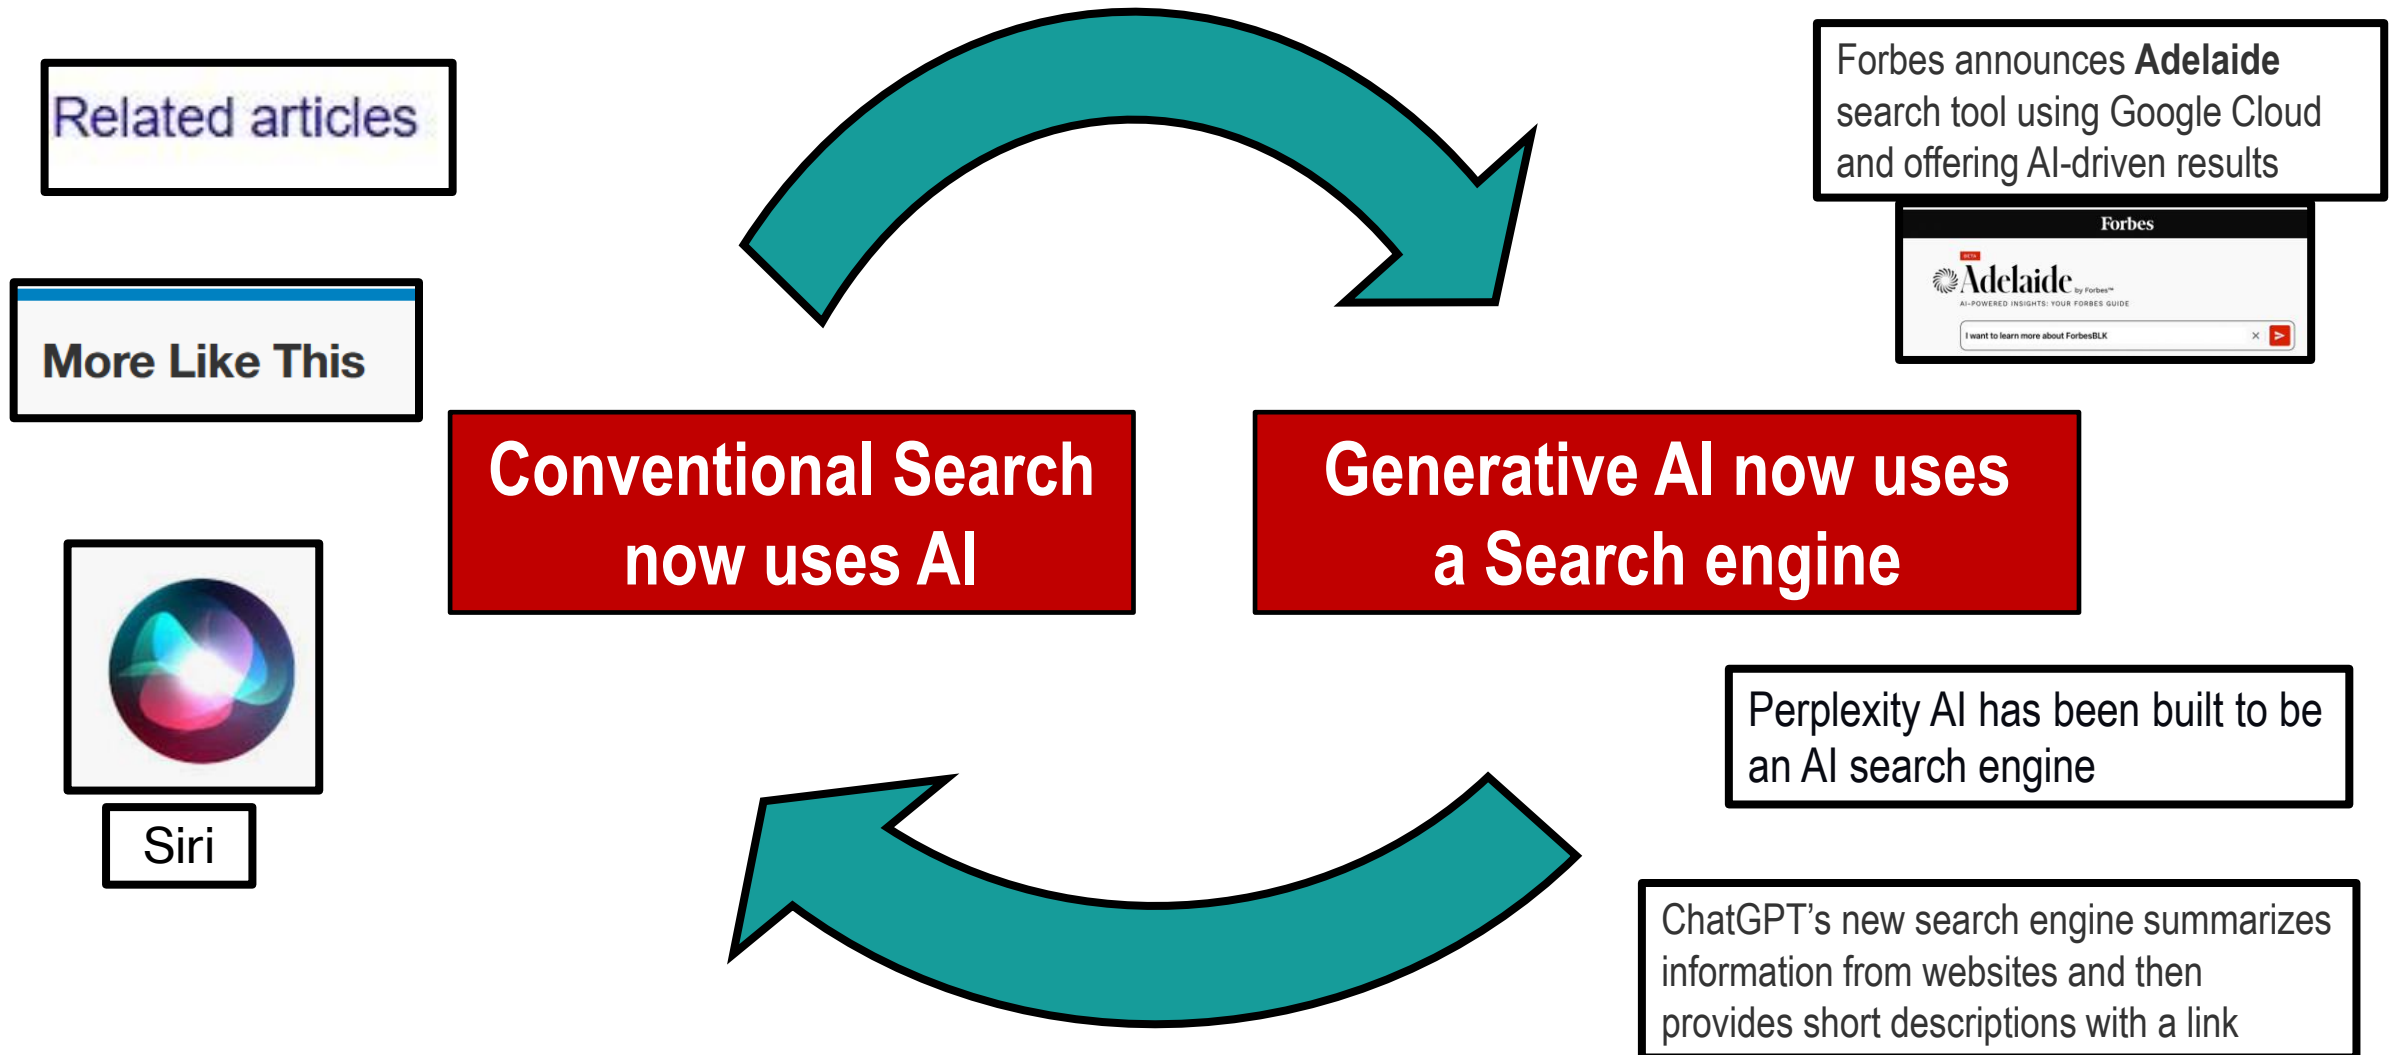 Related articles
More Like This
Siri
Conventional Search
now uses AI
Generative AI now uses
a Search engine
Forbes announces Adelaide
search tool using Google Cloud
and offering AI-driven results
Forbes
BETA
Adelaide by Forbes™
AI-POWERED INSIGHTS: YOUR FORBES GUIDE
I want to learn more about ForbesBLK
Perplexity AI has been built to be
an AI search engine
ChatGPT’s new search engine summarizes
information from websites and then
provides short descriptions with a link